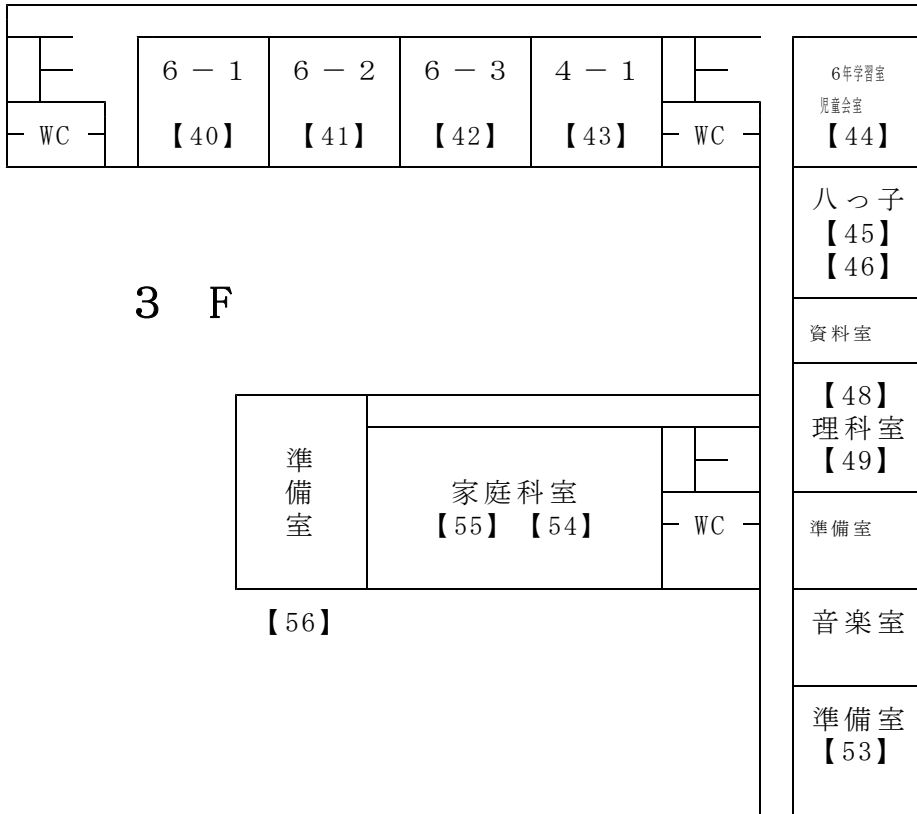 6－1
【40】
6－2
【41】
6－3
【42】
4－1
【43】
WC
WC
6年学習室
児童会室
【44】
八っ子
【45】
【46】
3 F
資料室
【48】
理科室
【49】
準備室
家庭科室
【55】【54】
WC
準備室
【56】
音楽室
準備室
【53】